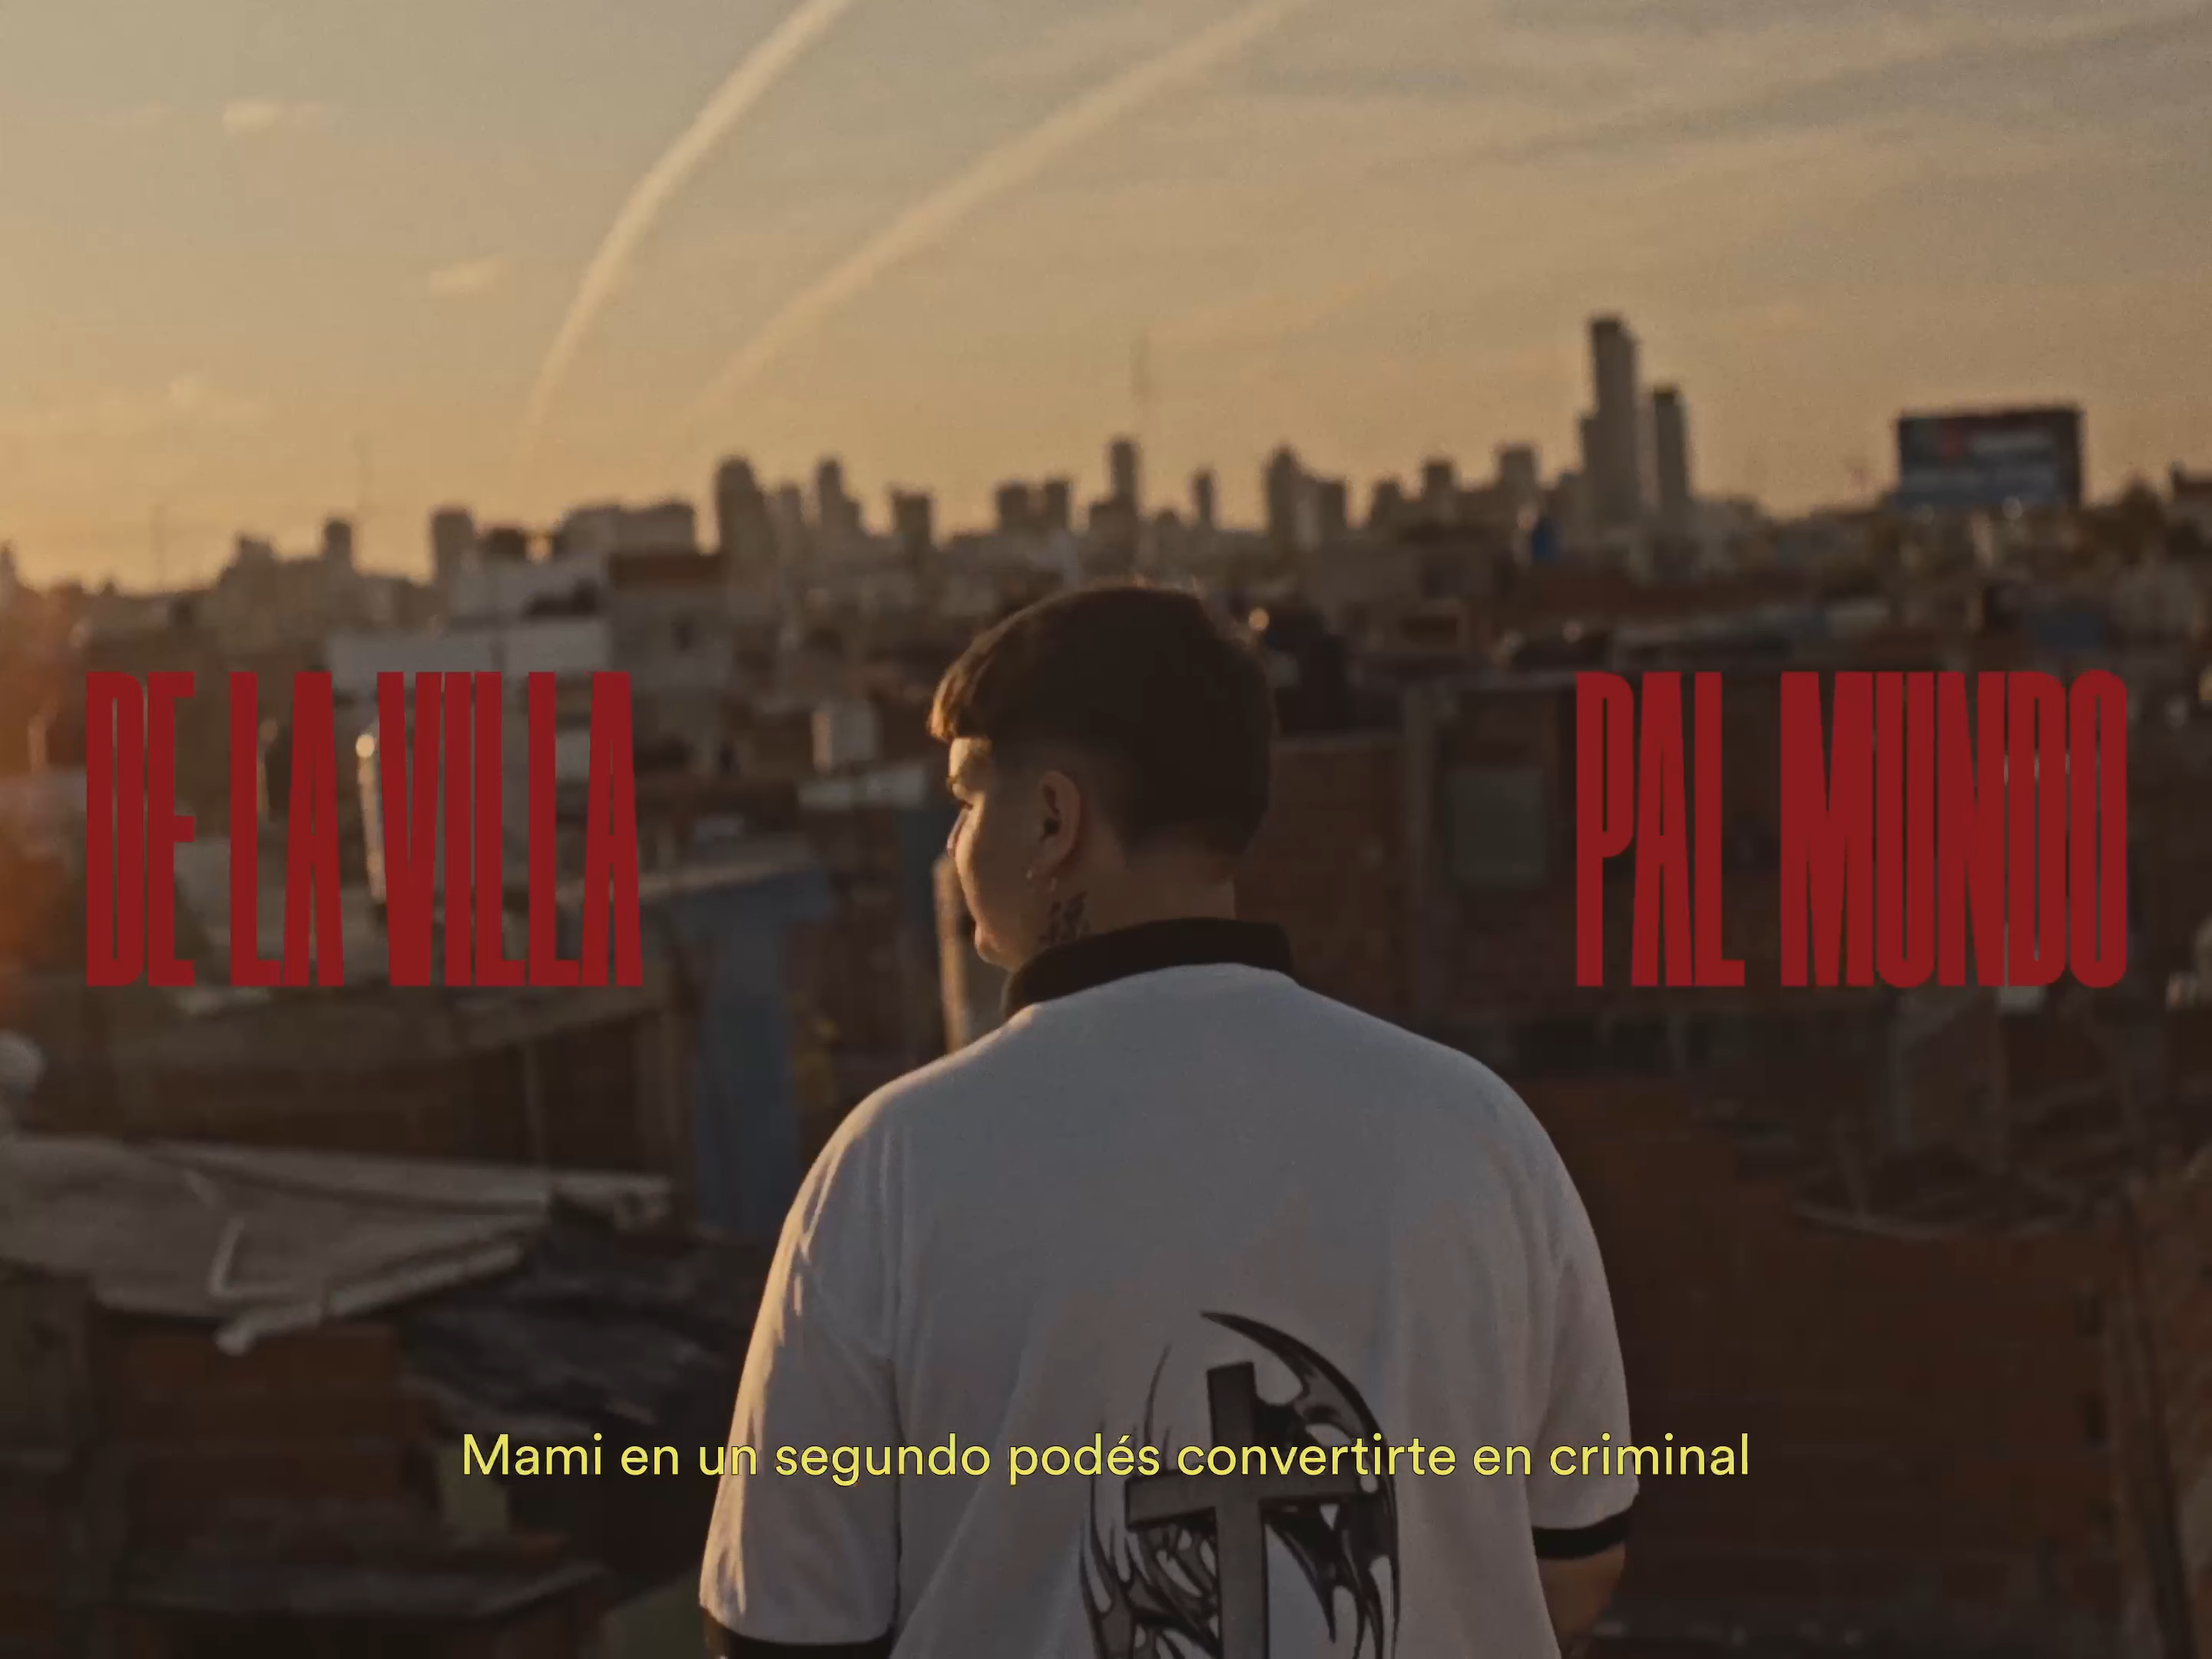 DE LA VILLA
PAL MUNDO
Mami en un segundo podés convertirte en criminal